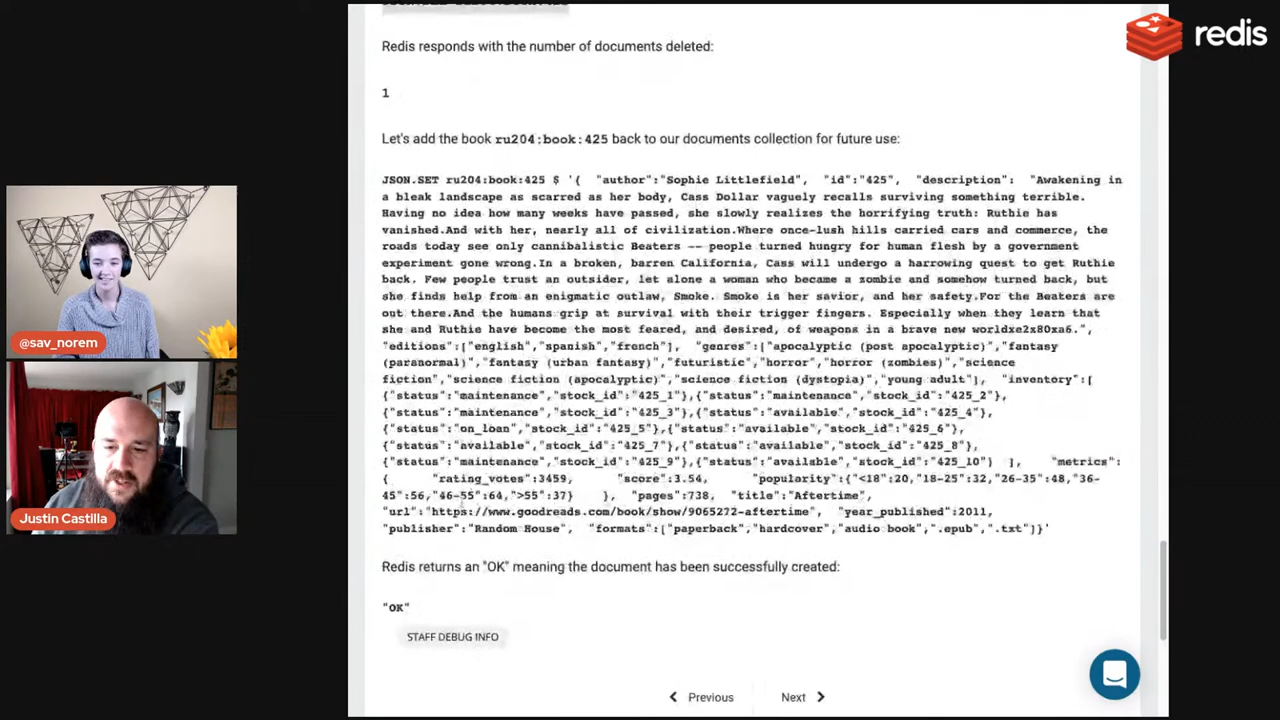 redis
Redis responds with the number of documents deleted:
1
Let's add the book ru204:book:425 back to our documents collection for future use:
JSON.SET ru204:book:425 $ '{  "author":"Sophie Littlefield",  "id":"425",  "description":  "Awakening in
a bleak landscape as scarred as her body, Cass Dollar vaguely recalls surviving something terrible.
Having no idea how many weeks have passed, she slowly realizes the horrifying truth: Ruthie has
vanished.And with her, nearly all of civilization.Where once-lush hills carried cars and commerce, the
roads today see only cannibalistic Beaters -- people turned hungry for human flesh by a government
experiment gone wrong.In a broken, barren California, Cass will undergo a harrowing quest to get Ruthie
back. Few people trust an outsider, let alone a woman who became a zombie and somehow turned back, but
she finds help from an enigmatic outlaw, Smoke. Smoke is her savior, and her safety.For the Beaters are
out there.And the humans grip at survival with their trigger fingers. Especially when they learn that
she and Ruthie have become the most feared, and desired, of weapons in a brave new worldxe2x80xa6.",
"editions":["english","spanish","french"],  "genres":["apocalyptic (post apocalyptic)","fantasy
(paranormal)","fantasy (urban fantasy)","futuristic","horror","horror (zombies)","science
fiction","science fiction (apocalyptic)","science fiction (dystopia)","young adult"],  "inventory":[
{"status":"maintenance","stock_id":"425_1"},{"status":"maintenance","stock_id":"425_2"},
{"status":"maintenance","stock_id":"425_3"},{"status":"available","stock_id":"425_4"},
{"status":"on_loan","stock_id":"425_5"},{"status":"available","stock_id":"425_6"},
{"status":"available","stock_id":"425_7"},{"status":"available","stock_id":"425_8"},
{"status":"maintenance","stock_id":"425_9"},{"status":"available","stock_id":"425_10"}  ],  "metrics":
{  "rating_votes":3459,  "score":3.54,  "popularity":{"<18":20,"18-25":32,"26-35":48,"36-
45":56,"46-55":64,">55":37}  },  "pages":738,  "title":"Aftertime",
"url":"https://www.goodreads.com/book/show/9065272-aftertime",  "year_published":2011,
"publisher":"Random House",  "formats":["paperback","hardcover","audio book",".epub",".txt"]}'
Redis returns an "OK" meaning the document has been successfully created:
"OK"
STAFF DEBUG INFO
Previous
Next
@sav_norem
Justin Castilla